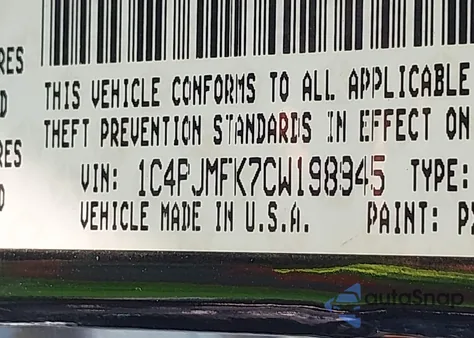 RES
THIS VEHICLE CONFORMS TO ALL APPLICABLE
D
THEFT PREVENTION STANDARDS IN EFFECT ON
RES
VIN: 1C4PJMFK7CW198945 TYPE:
D
VEHICLE MADE IN U.S.A. PAINT: P
autoSnap